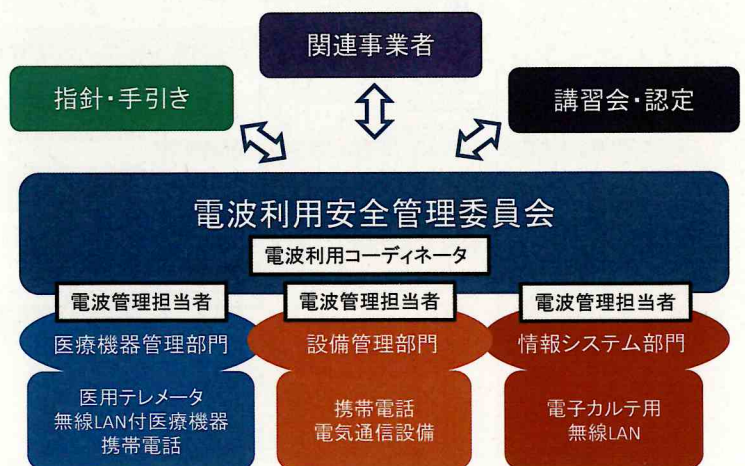 関連事業者
指針・手引き
講習会・認定
電波利用安全管理委員会
電波利用コーディネータ
電波管理担当者
電波管理担当者
電波管理担当者
医療機器管理部門
設備管理部門
情報システム部門
医用テレメータ
無線LAN付医療機器
携帯電話
携帯電話
電気通信設備
電子カルテ用
無線LAN